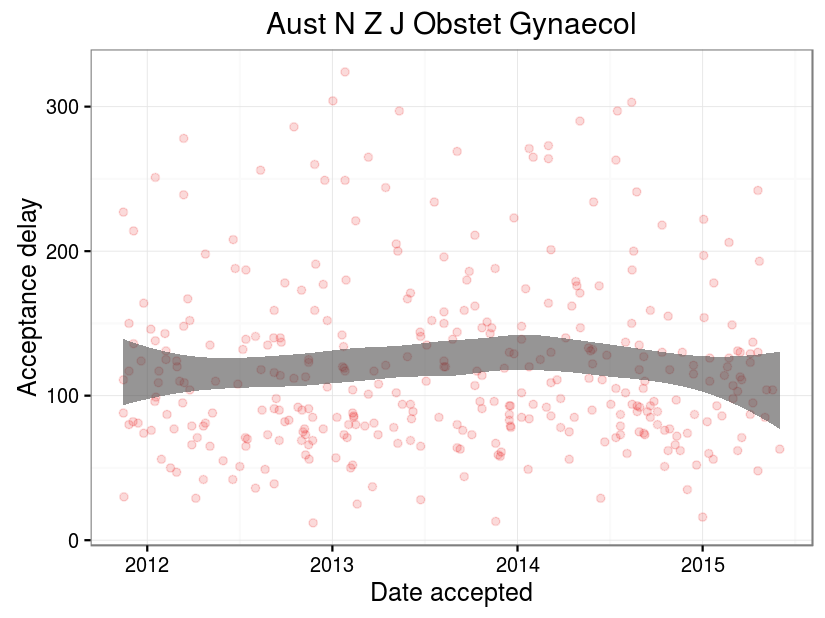 Aust N Z J Obstet Gynaecol
300
200
100
0
Acceptance delay
2012 2013 2014 2015
Date accepted